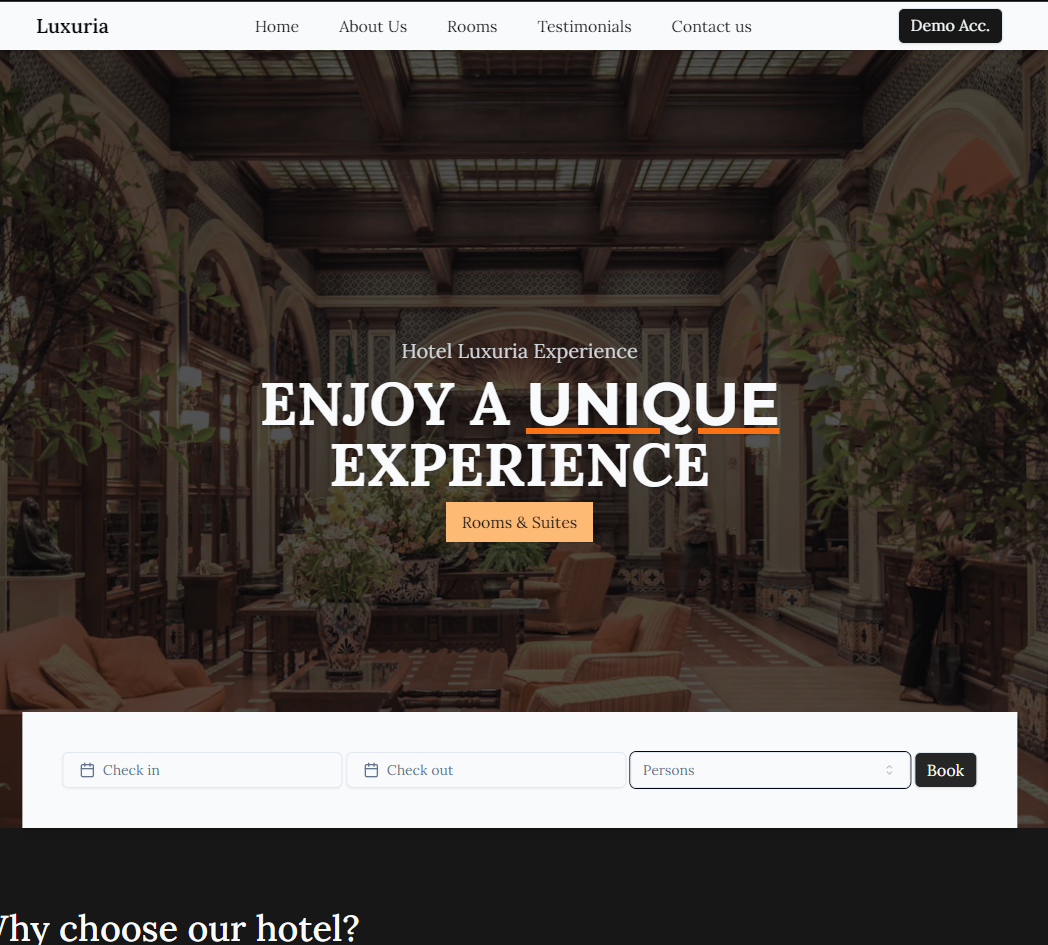 Luxuria
Home
About Us
Rooms
Testimonials
Contact us
Demo Acc.
Hotel Luxuria Experience
ENJOY A UNIQUE
EXPERIENCE
Rooms & Suites
Check in
Check out
Persons
Book
Why choose our hotel?